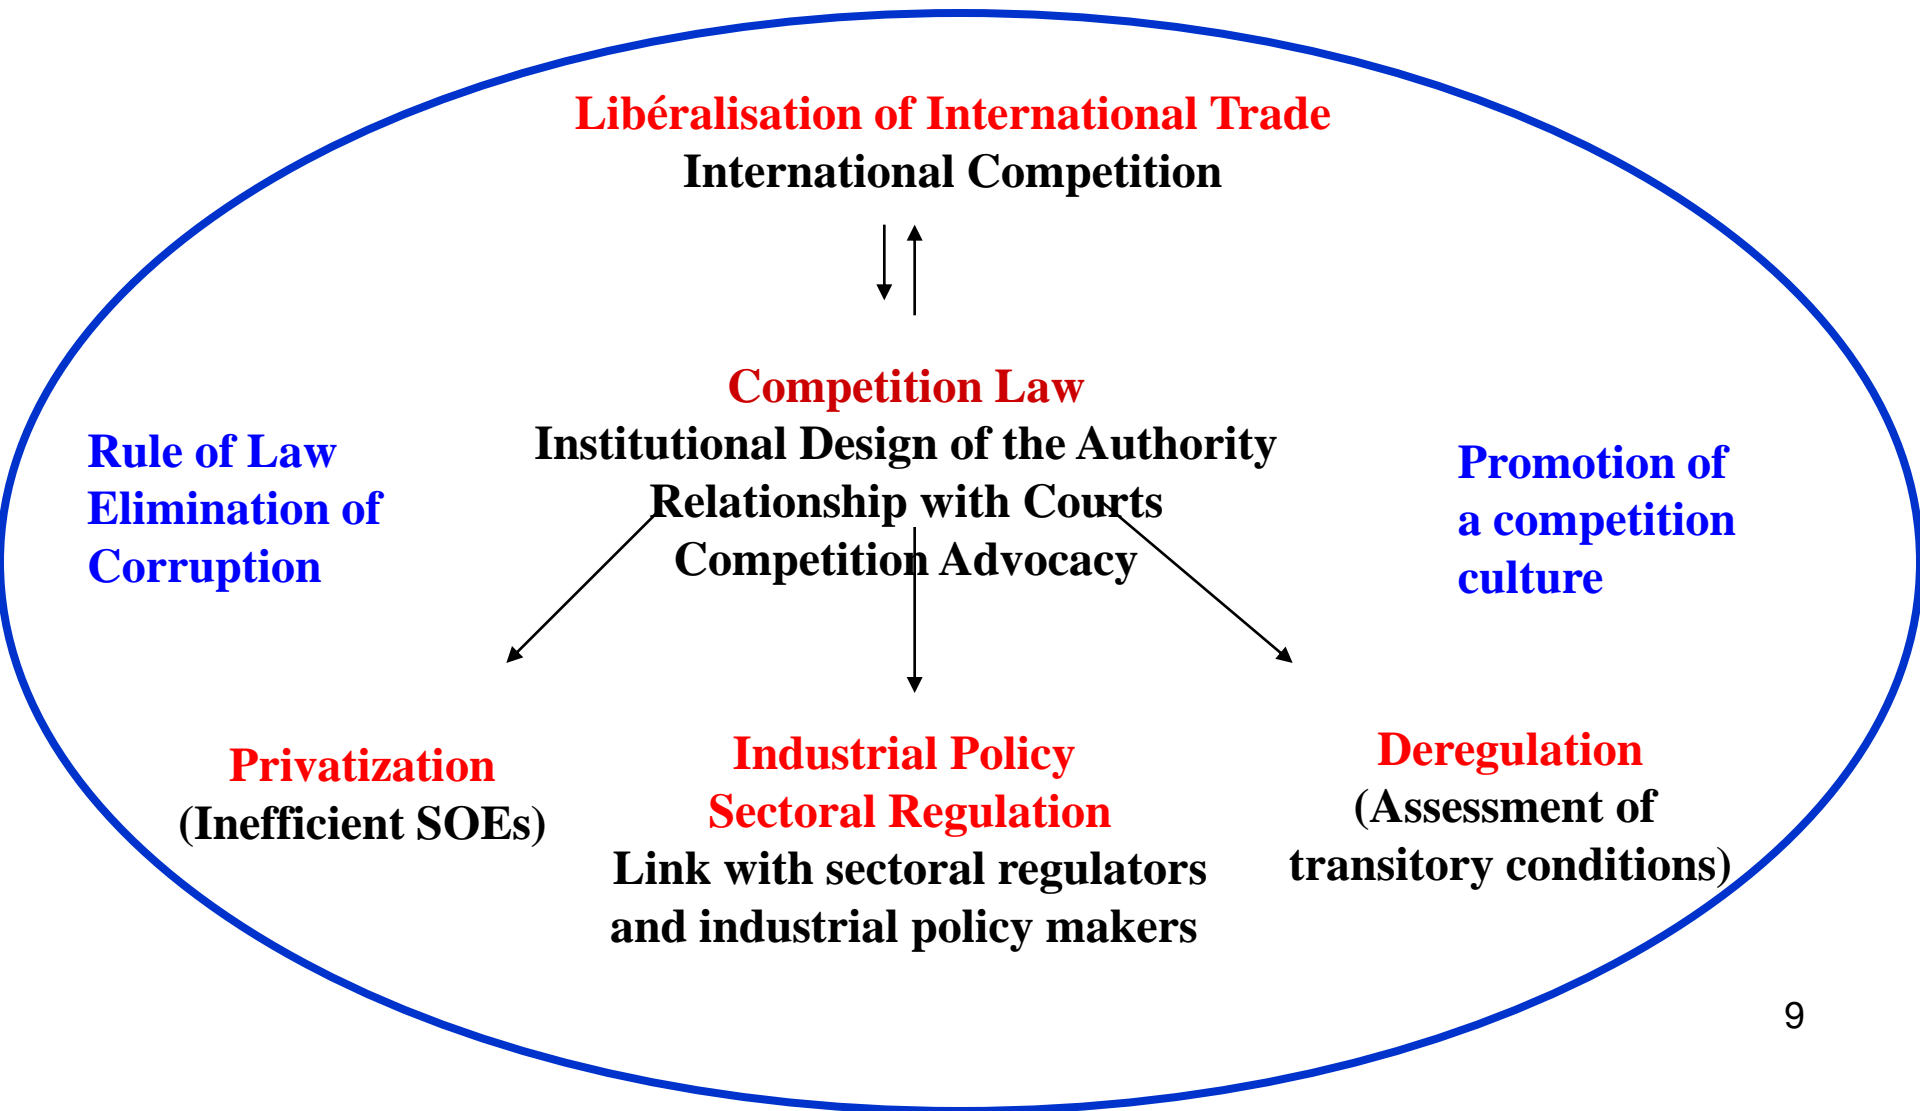 Libéralisation of International Trade
International Competition
Competition Law
Institutional Design of the Authority
Relationship with Courts
Competition Advocacy
Rule of Law
Elimination of
Corruption
Promotion of
a competition
culture
Privatization
(Inefficient SOEs)
Industrial Policy
Sectoral Regulation
Link with sectoral regulators
and industrial policy makers
Deregulation
(Assessment of
transitory conditions)
9